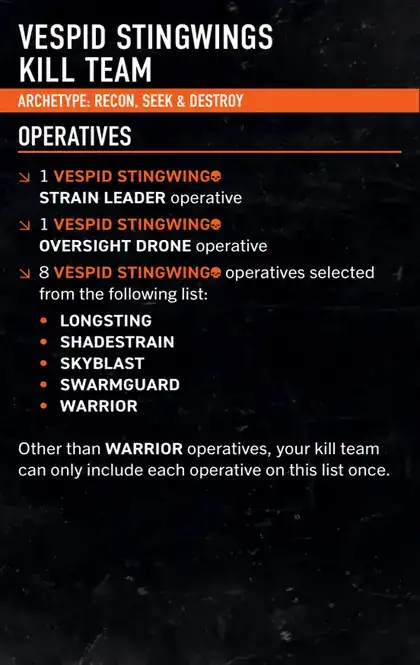 VESPID STINGWINGS
KILL TEAM
ARCHETYPE: RECON, SEEK & DESTROY
OPERATIVES
↘ 1 VESPID STINGWING
STRAIN LEADER operative
↘ 1 VESPID STINGWING
OVERSIGHT DRONE operative
↘ 8 VESPID STINGWING operatives selected
from the following list:
• LONGSTING
• SHADESTRAIN
• SKYBLAST
• SWARMGUARD
• WARRIOR
Other than WARRIOR operatives, your kill team
can only include each operative on this list once.